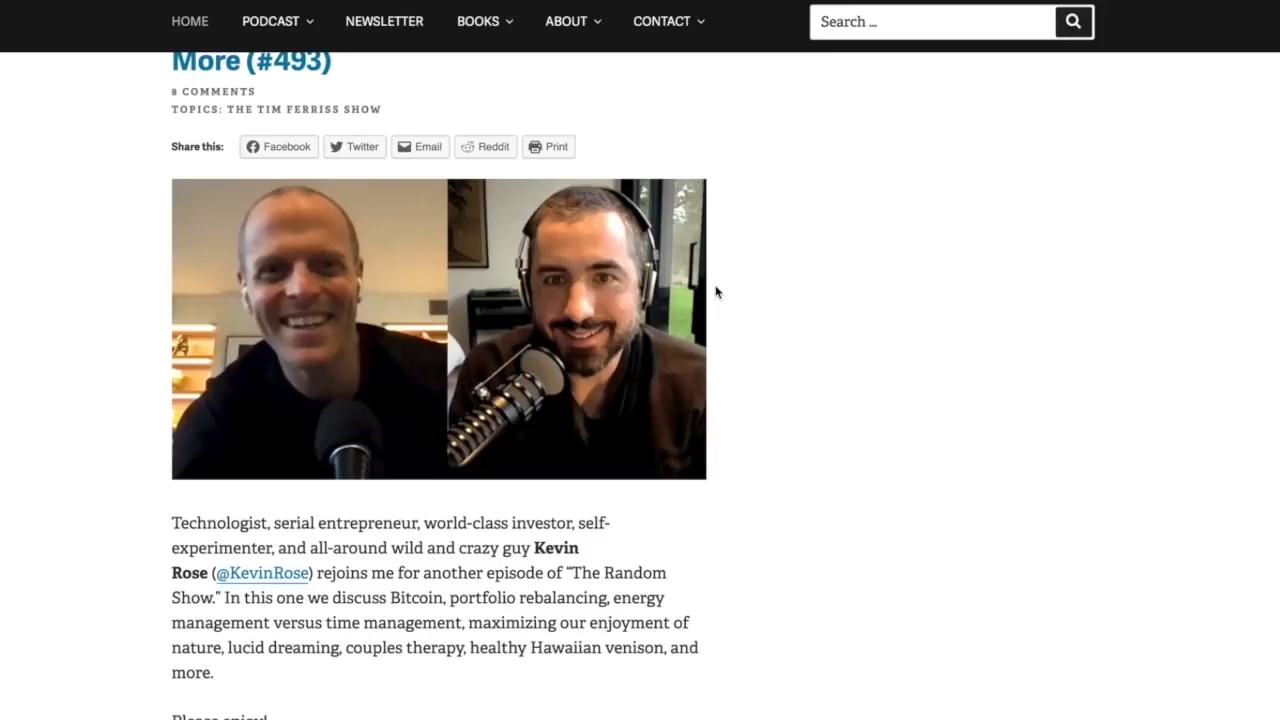 HOME PODCAST NEWSLETTER BOOKS ABOUT CONTACT Search ...
More (#493)
8 COMMENTS
TOPICS: THE TIM FERRISS SHOW
Share this: Facebook Twitter Email Reddit Print
Technologist, serial entrepreneur, world-class investor, self-
experimenter, and all-around wild and crazy guy Kevin
Rose (@KevinRose) rejoins me for another episode of “The Random
Show.” In this one we discuss Bitcoin, portfolio rebalancing, energy
management versus time management, maximizing our enjoyment of
nature, lucid dreaming, couples therapy, healthy Hawaiian venison, and
more.
Please enjoy!